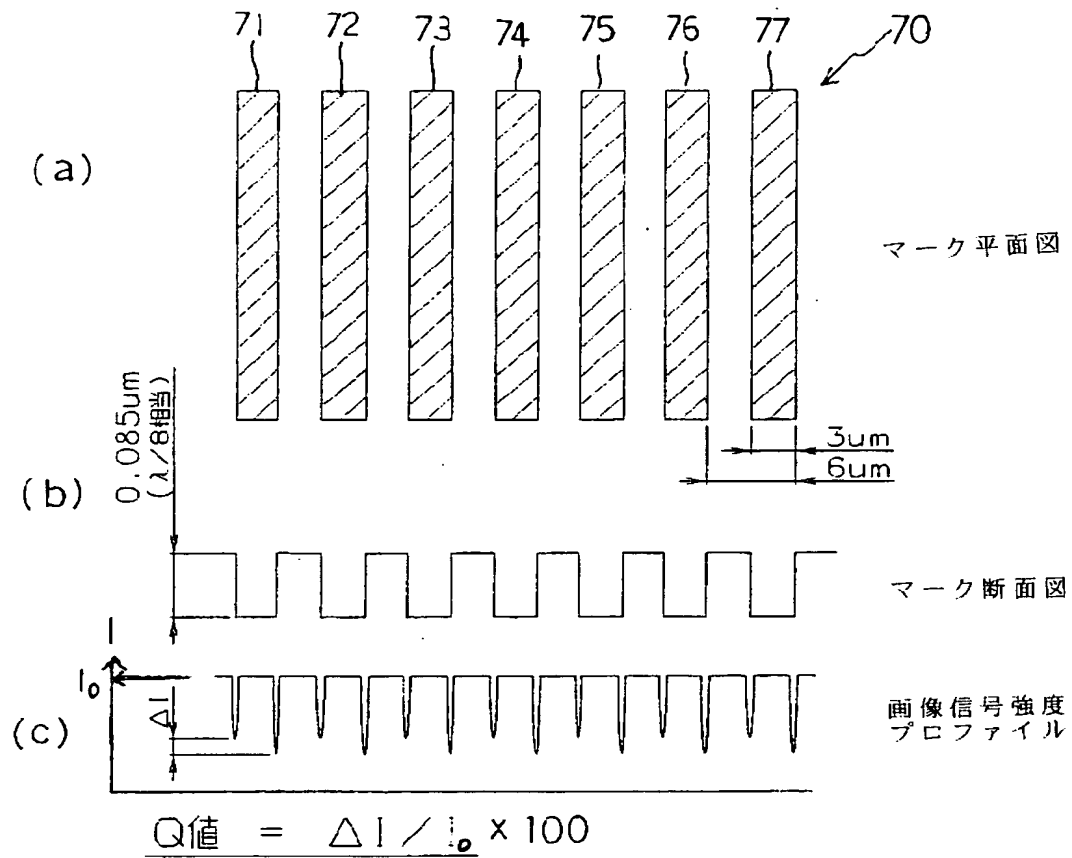 71 72 73 74 75 76 77 70
(a)
マーク平面図
3um
6um
0.085um
(λ/8相当)
(b)
マーク断面図
I
I₀
ΔI
(c)
画像信号強度
プロファイル
Q値 = ΔI / I₀ × 100